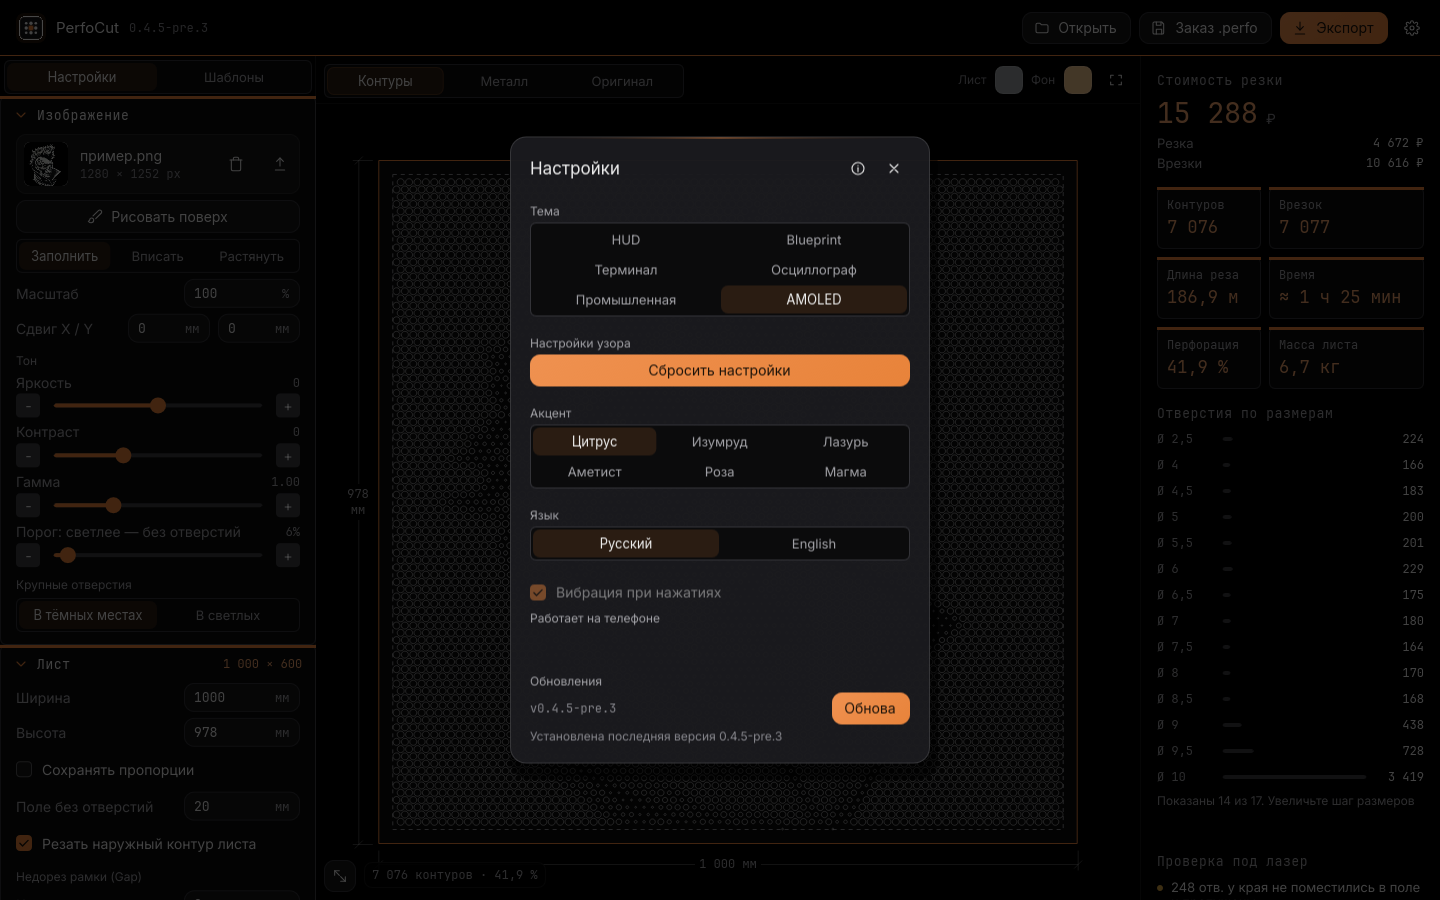 PerfoCut 0.4.5-pre.3
Открыть
Заказ .perfo
Экспорт
Настройки
Шаблоны
Изображение
пример.png
1280 × 1252 px
Рисовать поверх
Заполнить
Вписать
Растянуть
Масштаб
100 %
Сдвиг X / Y
0 мм
0 мм
Тон
Яркость 0
-
+
Контраст 0
-
+
Гамма 1.00
-
+
Порог: светлее — без отверстий 6%
-
+
Крупные отверстия
В тёмных местах
В светлых
Лист 1 000 × 600
Ширина
1000 мм
Высота
978 мм
Сохранять пропорции
Поле без отверстий
20 мм
Резать наружный контур листа
Недорез рамки (Gap)
Контуры
Металл
Оригинал
Лист
Фон
978
мм
1 000 мм
7 076 контуров · 41,9 %
Настройки
Тема
HUD
Blueprint
Терминал
Осциллограф
Промышленная
AMOLED
Настройки узора
Сбросить настройки
Акцент
Цитрус
Изумруд
Лазурь
Аметист
Роза
Магма
Язык
Русский
English
Вибрация при нажатиях
Работает на телефоне
Обновления
v0.4.5-pre.3
Обнова
Установлена последняя версия 0.4.5-pre.3
Стоимость резки
15 288 ₽
Резка 4 672 ₽
Врезки 10 616 ₽
Контуров
7 076
Врезок
7 077
Длина реза
186,9 м
Время
≈ 1 ч 25 мин
Перфорация
41,9 %
Масса листа
6,7 кг
Отверстия по размерам
Ø 2,5 224
Ø 4 166
Ø 4,5 183
Ø 5 200
Ø 5,5 201
Ø 6 229
Ø 6,5 175
Ø 7 180
Ø 7,5 164
Ø 8 170
Ø 8,5 168
Ø 9 438
Ø 9,5 728
Ø 10 3 419
Показаны 14 из 17. Увеличьте шаг размеров
Проверка под лазер
248 отв. у края не поместились в поле